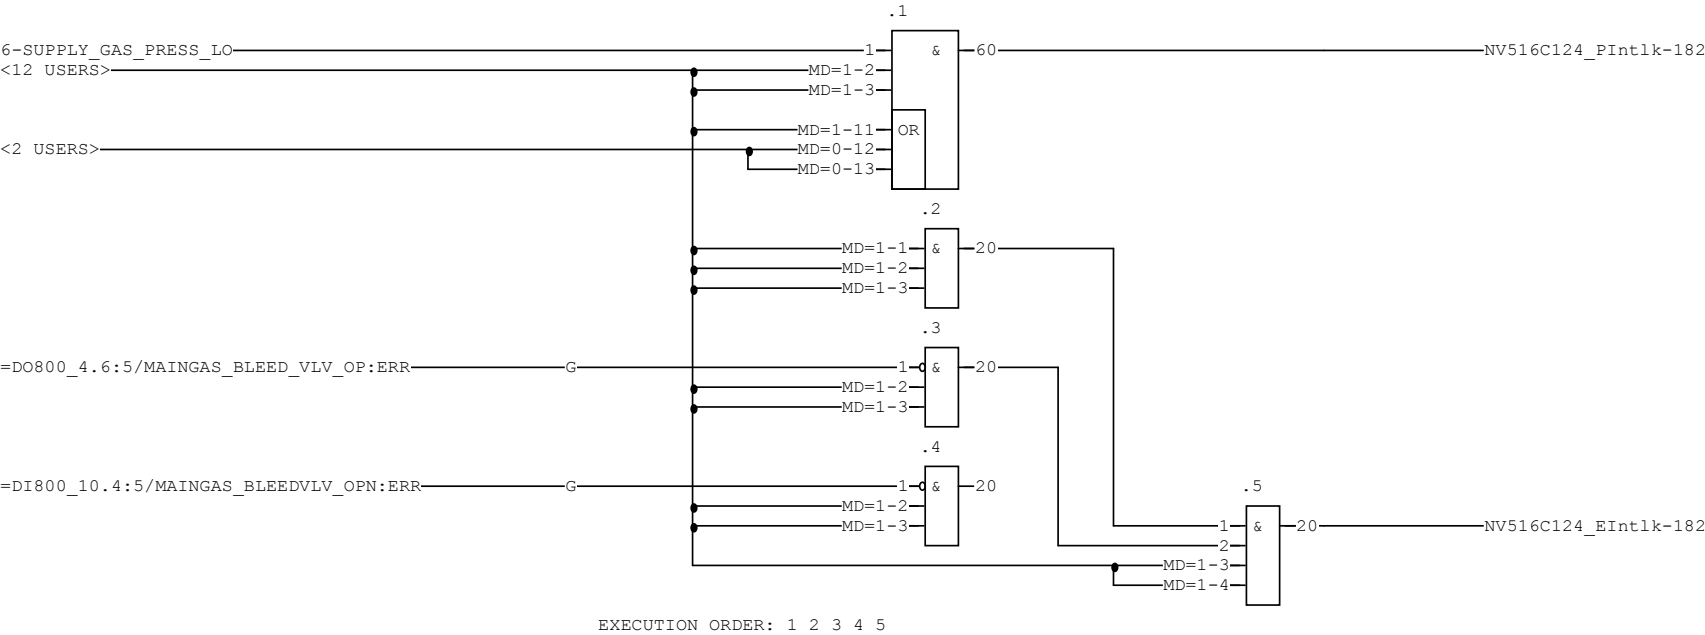 .1
6-SUPPLY_GAS_PRESS_LO 1 & 60 NV516C124_PIntlk-182
<12 USERS> MD=1-2
MD=1-3
MD=1-11 OR
<2 USERS> MD=0-12
MD=0-13
.2
MD=1-1 & 20
MD=1-2
MD=1-3
.3
=DO800_4.6:5/MAINGAS_BLEED_VLV_OP:ERR G 1 & 20
MD=1-2
MD=1-3
.4
=DI800_10.4:5/MAINGAS_BLEEDVLV_OPN:ERR G 1 & 20
.5
MD=1-2
MD=1-3 1 & 20 NV516C124_EIntlk-182
2
MD=1-3
MD=1-4
EXECUTION ORDER: 1 2 3 4 5